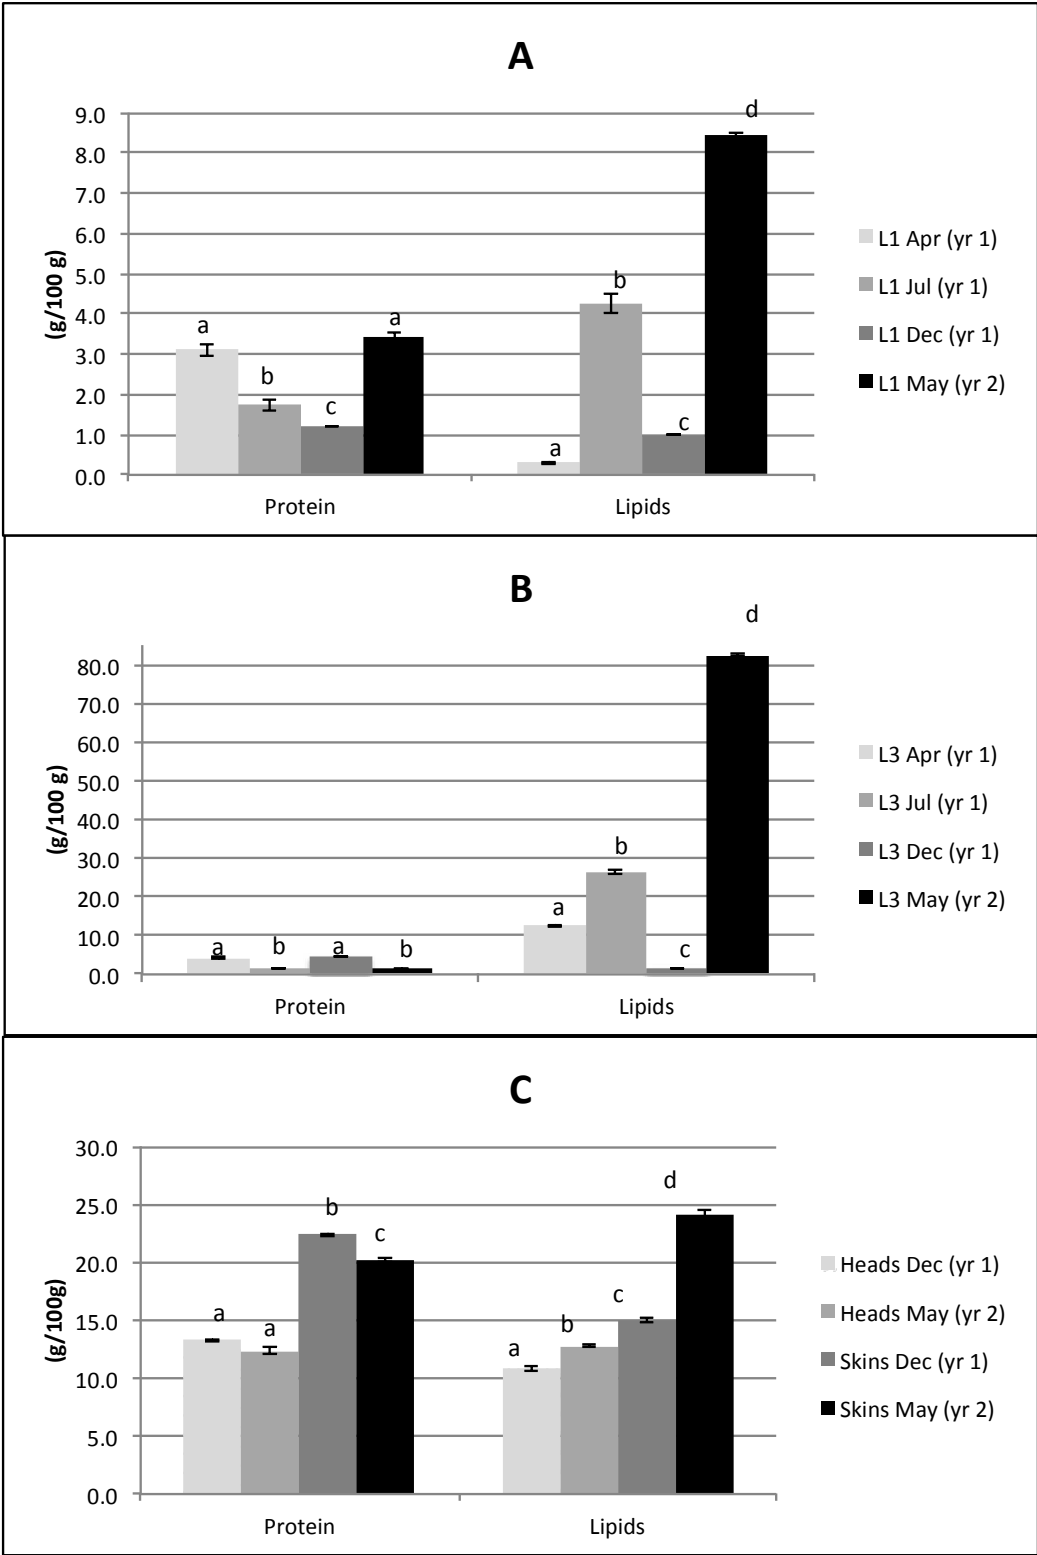 A
9.0
8.0
7.0
6.0
5.0
4.0
3.0
2.0
1.0
0.0
(g/100 g)
a
b
c
a
a
b
c
d
Protein
Lipids
L1 Apr (yr 1)
L1 Jul (yr 1)
L1 Dec (yr 1)
L1 May (yr 2)
B
80.0
70.0
60.0
50.0
40.0
30.0
20.0
10.0
0.0
(g/100 g)
a
b
a
b
a
b
c
d
Protein
Lipids
L3 Apr (yr 1)
L3 Jul (yr 1)
L3 Dec (yr 1)
L3 May (yr 2)
C
30.0
25.0
20.0
15.0
10.0
5.0
0.0
(g/100g)
a
a
b
c
a
b
c
d
Protein
Lipids
Heads Dec (yr 1)
Heads May (yr 2)
Skins Dec (yr 1)
Skins May (yr 2)